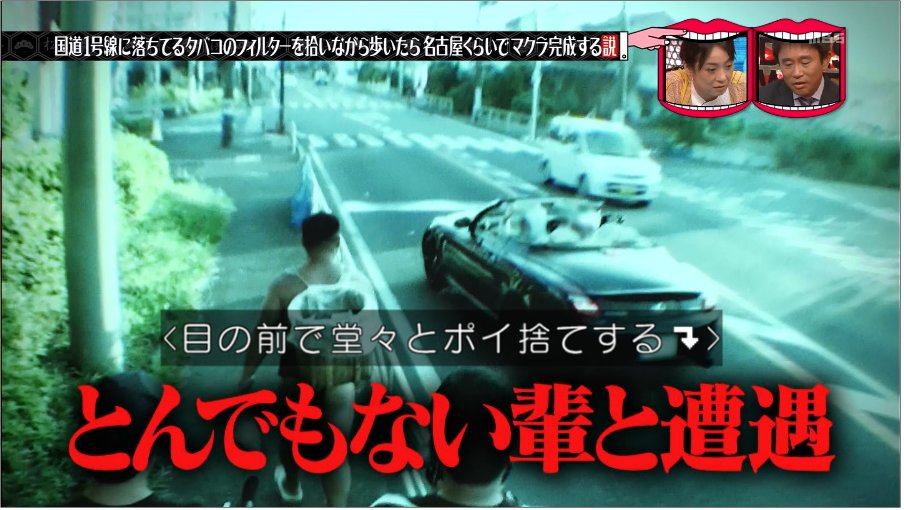 国道1号線に落ちてるタバコのフィルターを拾いながら歩いたら名古屋くらいでマクラ完成する説
MBS
<目の前で堂々とポイ捨てする↴>
とんでもない輩と遭遇